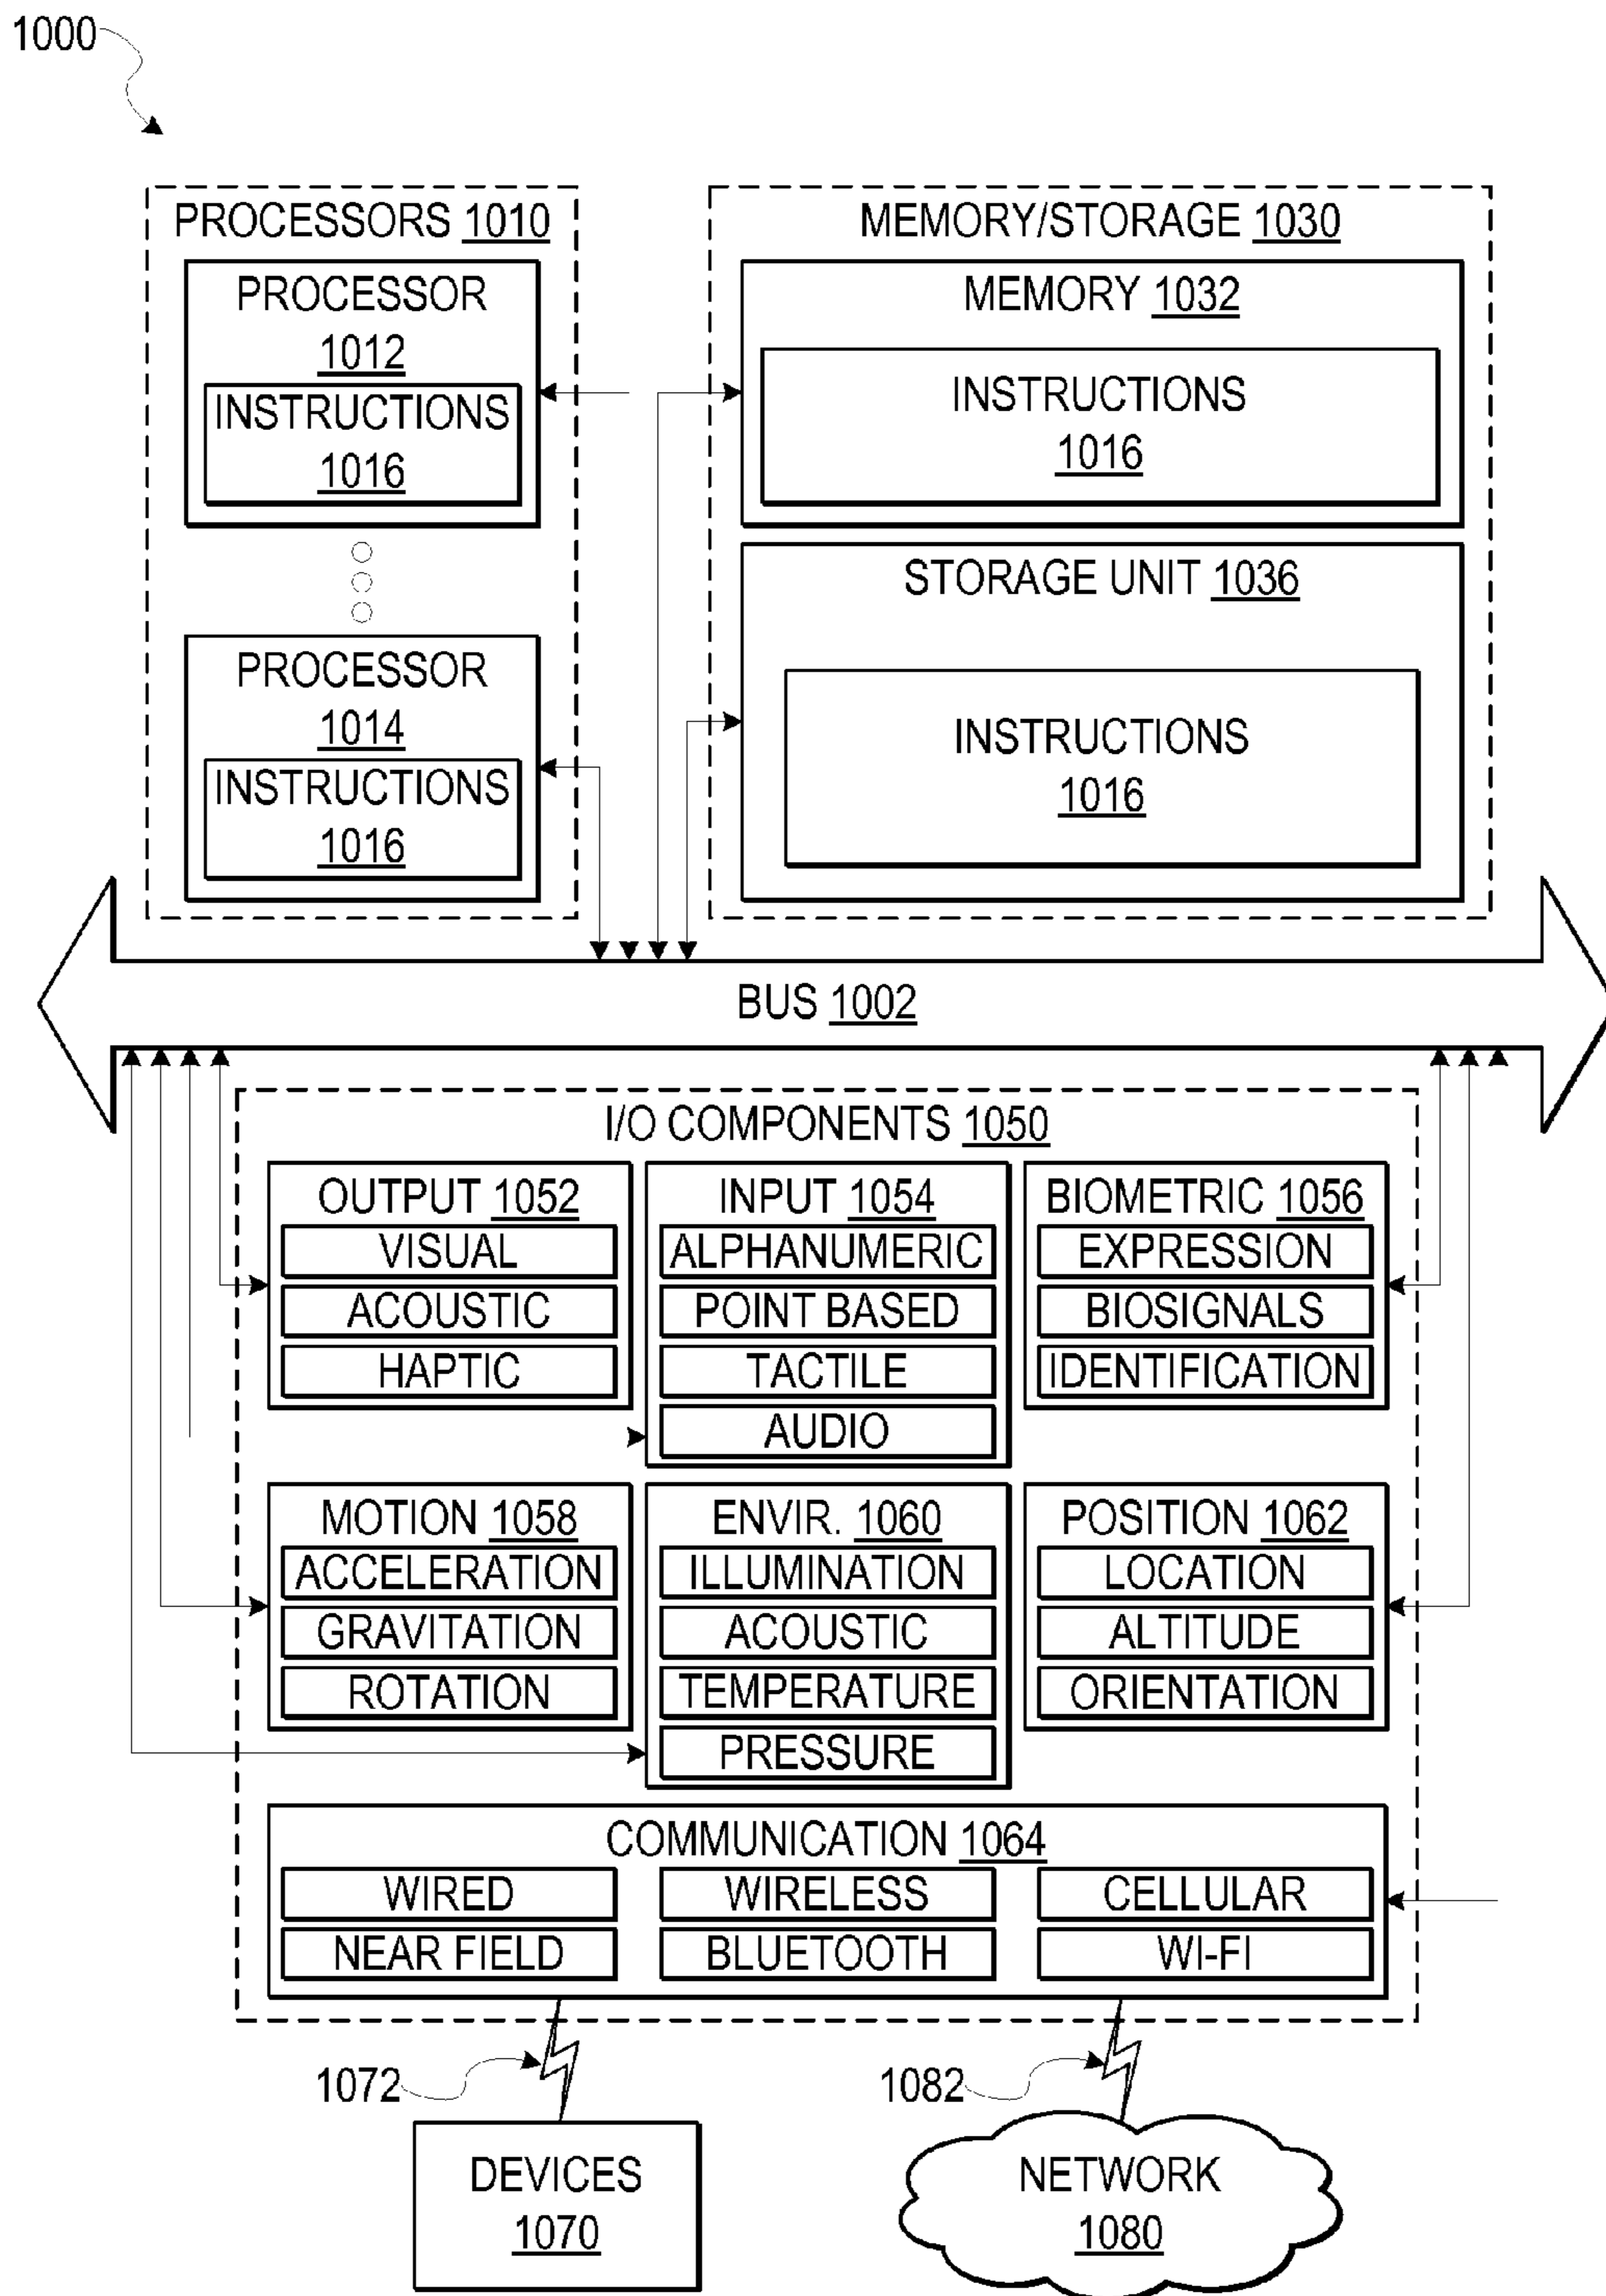 1000
PROCESSORS 1010
PROCESSOR
1012
INSTRUCTIONS
1016
PROCESSOR
1014
INSTRUCTIONS
1016
MEMORY/STORAGE 1030
MEMORY 1032
INSTRUCTIONS
1016
STORAGE UNIT 1036
INSTRUCTIONS
1016
BUS 1002
I/O COMPONENTS 1050
OUTPUT 1052
VISUAL
ACOUSTIC
HAPTIC
INPUT 1054
ALPHANUMERIC
POINT BASED
TACTILE
AUDIO
BIOMETRIC 1056
EXPRESSION
BIOSIGNALS
IDENTIFICATION
MOTION 1058
ACCELERATION
GRAVITATION
ROTATION
ENVIR. 1060
ILLUMINATION
ACOUSTIC
TEMPERATURE
PRESSURE
POSITION 1062
LOCATION
ALTITUDE
ORIENTATION
COMMUNICATION 1064
WIRED
WIRELESS
CELLULAR
NEAR FIELD
BLUETOOTH
WI-FI
1072
1082
DEVICES
1070
NETWORK
1080